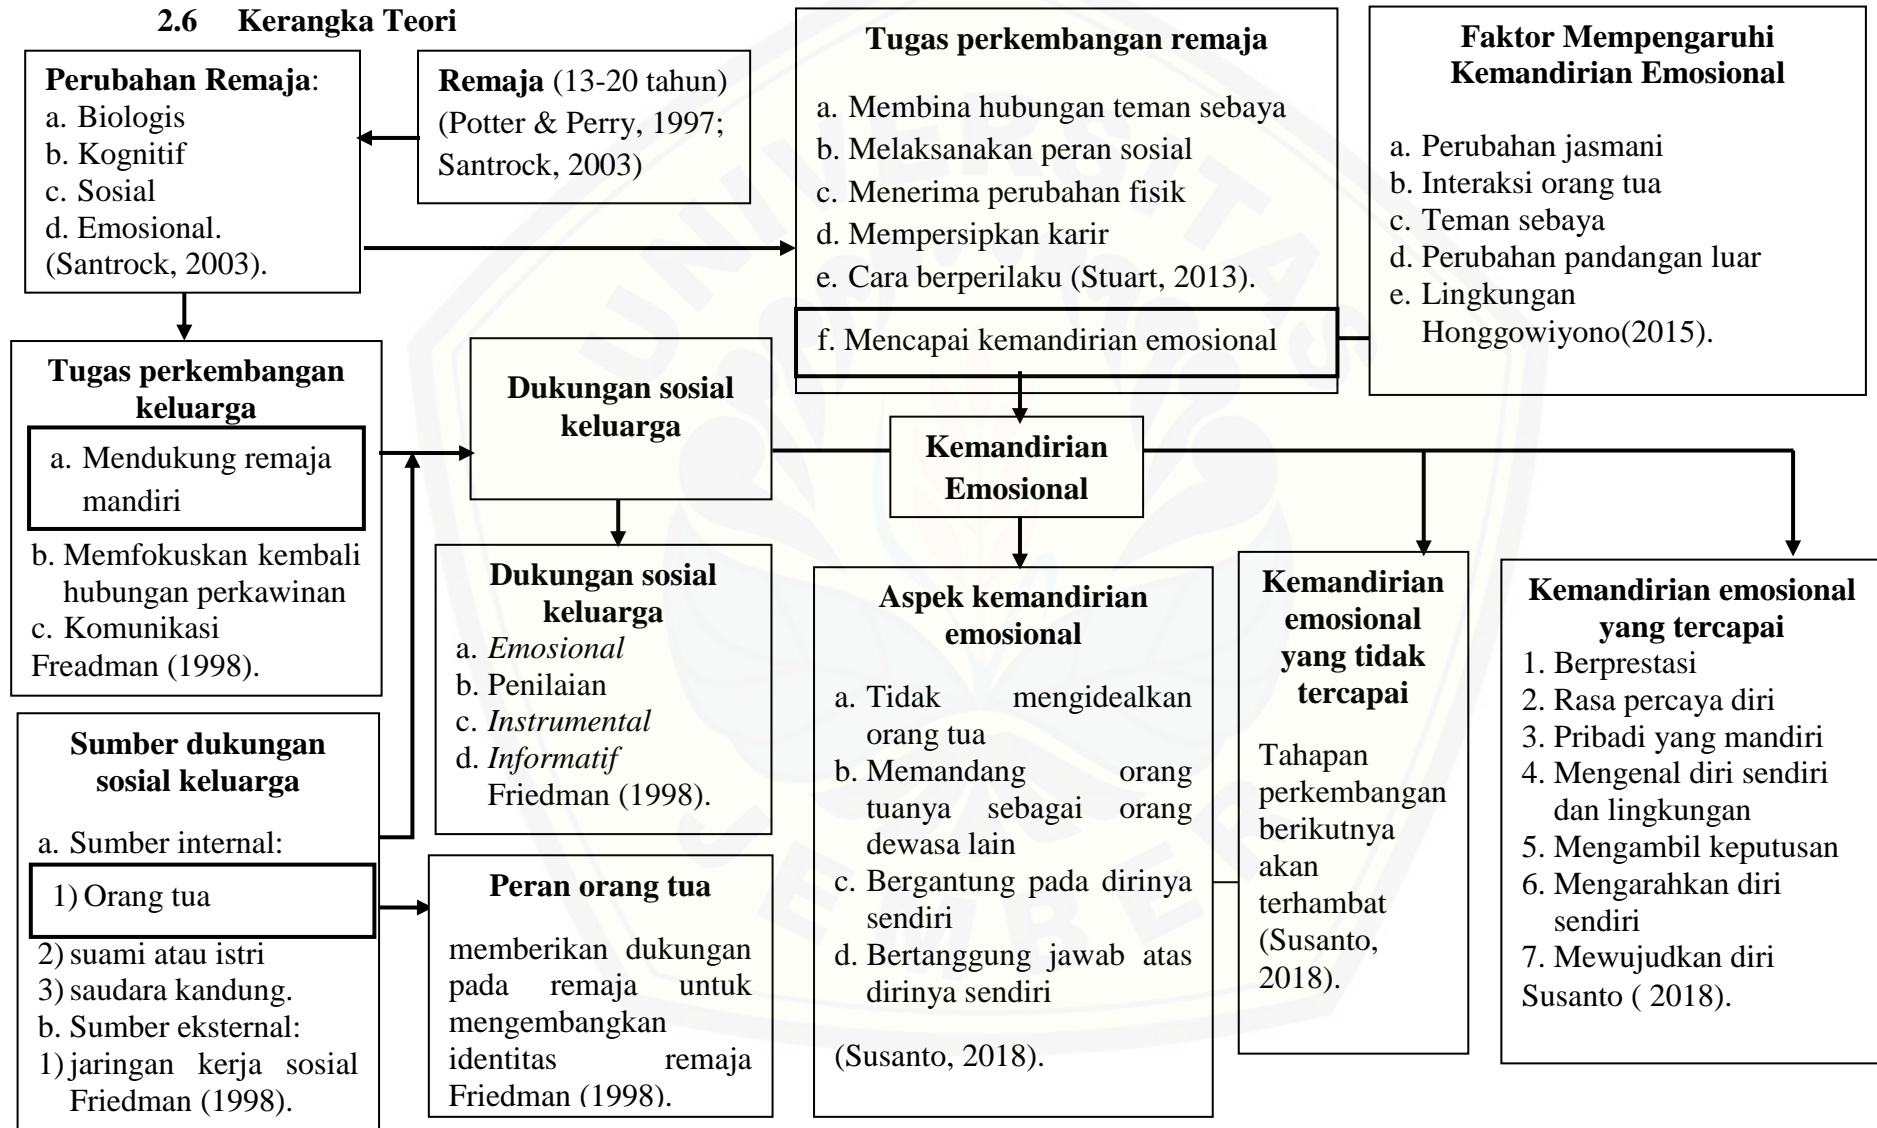 2.6 Kerangka Teori
Perubahan Remaja:
a. Biologis
b. Kognitif
c. Sosial
d. Emosional.
(Santrock, 2003).
Remaja (13-20 tahun)
(Potter & Perry, 1997;
Santrock, 2003)
Tugas perkembangan remaja
a. Membina hubungan teman sebaya
b. Melaksanakan peran sosial
c. Menerima perubahan fisik
d. Mempersipkan karir
e. Cara berperilaku (Stuart, 2013).
f. Mencapai kemandirian emosional
Faktor Mempengaruhi
Kemandirian Emosional
a. Perubahan jasmani
b. Interaksi orang tua
c. Teman sebaya
d. Perubahan pandangan luar
e. Lingkungan
Honggowiyono(2015).
Tugas perkembangan
keluarga
a. Mendukung remaja
mandiri
b. Memfokuskan kembali
hubungan perkawinan
c. Komunikasi
Freadman (1998).
Dukungan sosial
keluarga
Kemandirian
Emosional
Dukungan sosial
keluarga
a. Emosional
b. Penilaian
c. Instrumental
d. Informatif
Friedman (1998).
Aspek kemandirian
emosional
a. Tidak mengidealkan
orang tua
b. Memandang orang
tuanya sebagai orang
dewasa lain
c. Bergantung pada dirinya
sendiri
d. Bertanggung jawab atas
dirinya sendiri
(Susanto, 2018).
Kemandirian
emosional
yang tidak
tercapai
Tahapan
perkembangan
berikutnya
akan
terhambat
(Susanto,
2018).
Kemandirian emosional
yang tercapai
1. Berprestasi
2. Rasa percaya diri
3. Pribadi yang mandiri
4. Mengenal diri sendiri
dan lingkungan
5. Mengambil keputusan
6. Mengarahkan diri
sendiri
7. Mewujudkan diri
Susanto ( 2018).
Sumber dukungan
sosial keluarga
a. Sumber internal:
1) Orang tua
2) suami atau istri
3) saudara kandung.
b. Sumber eksternal:
1) jaringan kerja sosial
Friedman (1998).
Peran orang tua
memberikan dukungan
pada remaja untuk
mengembangkan
identitas remaja
Friedman (1998).
UNIVERSITAS
JEMBER